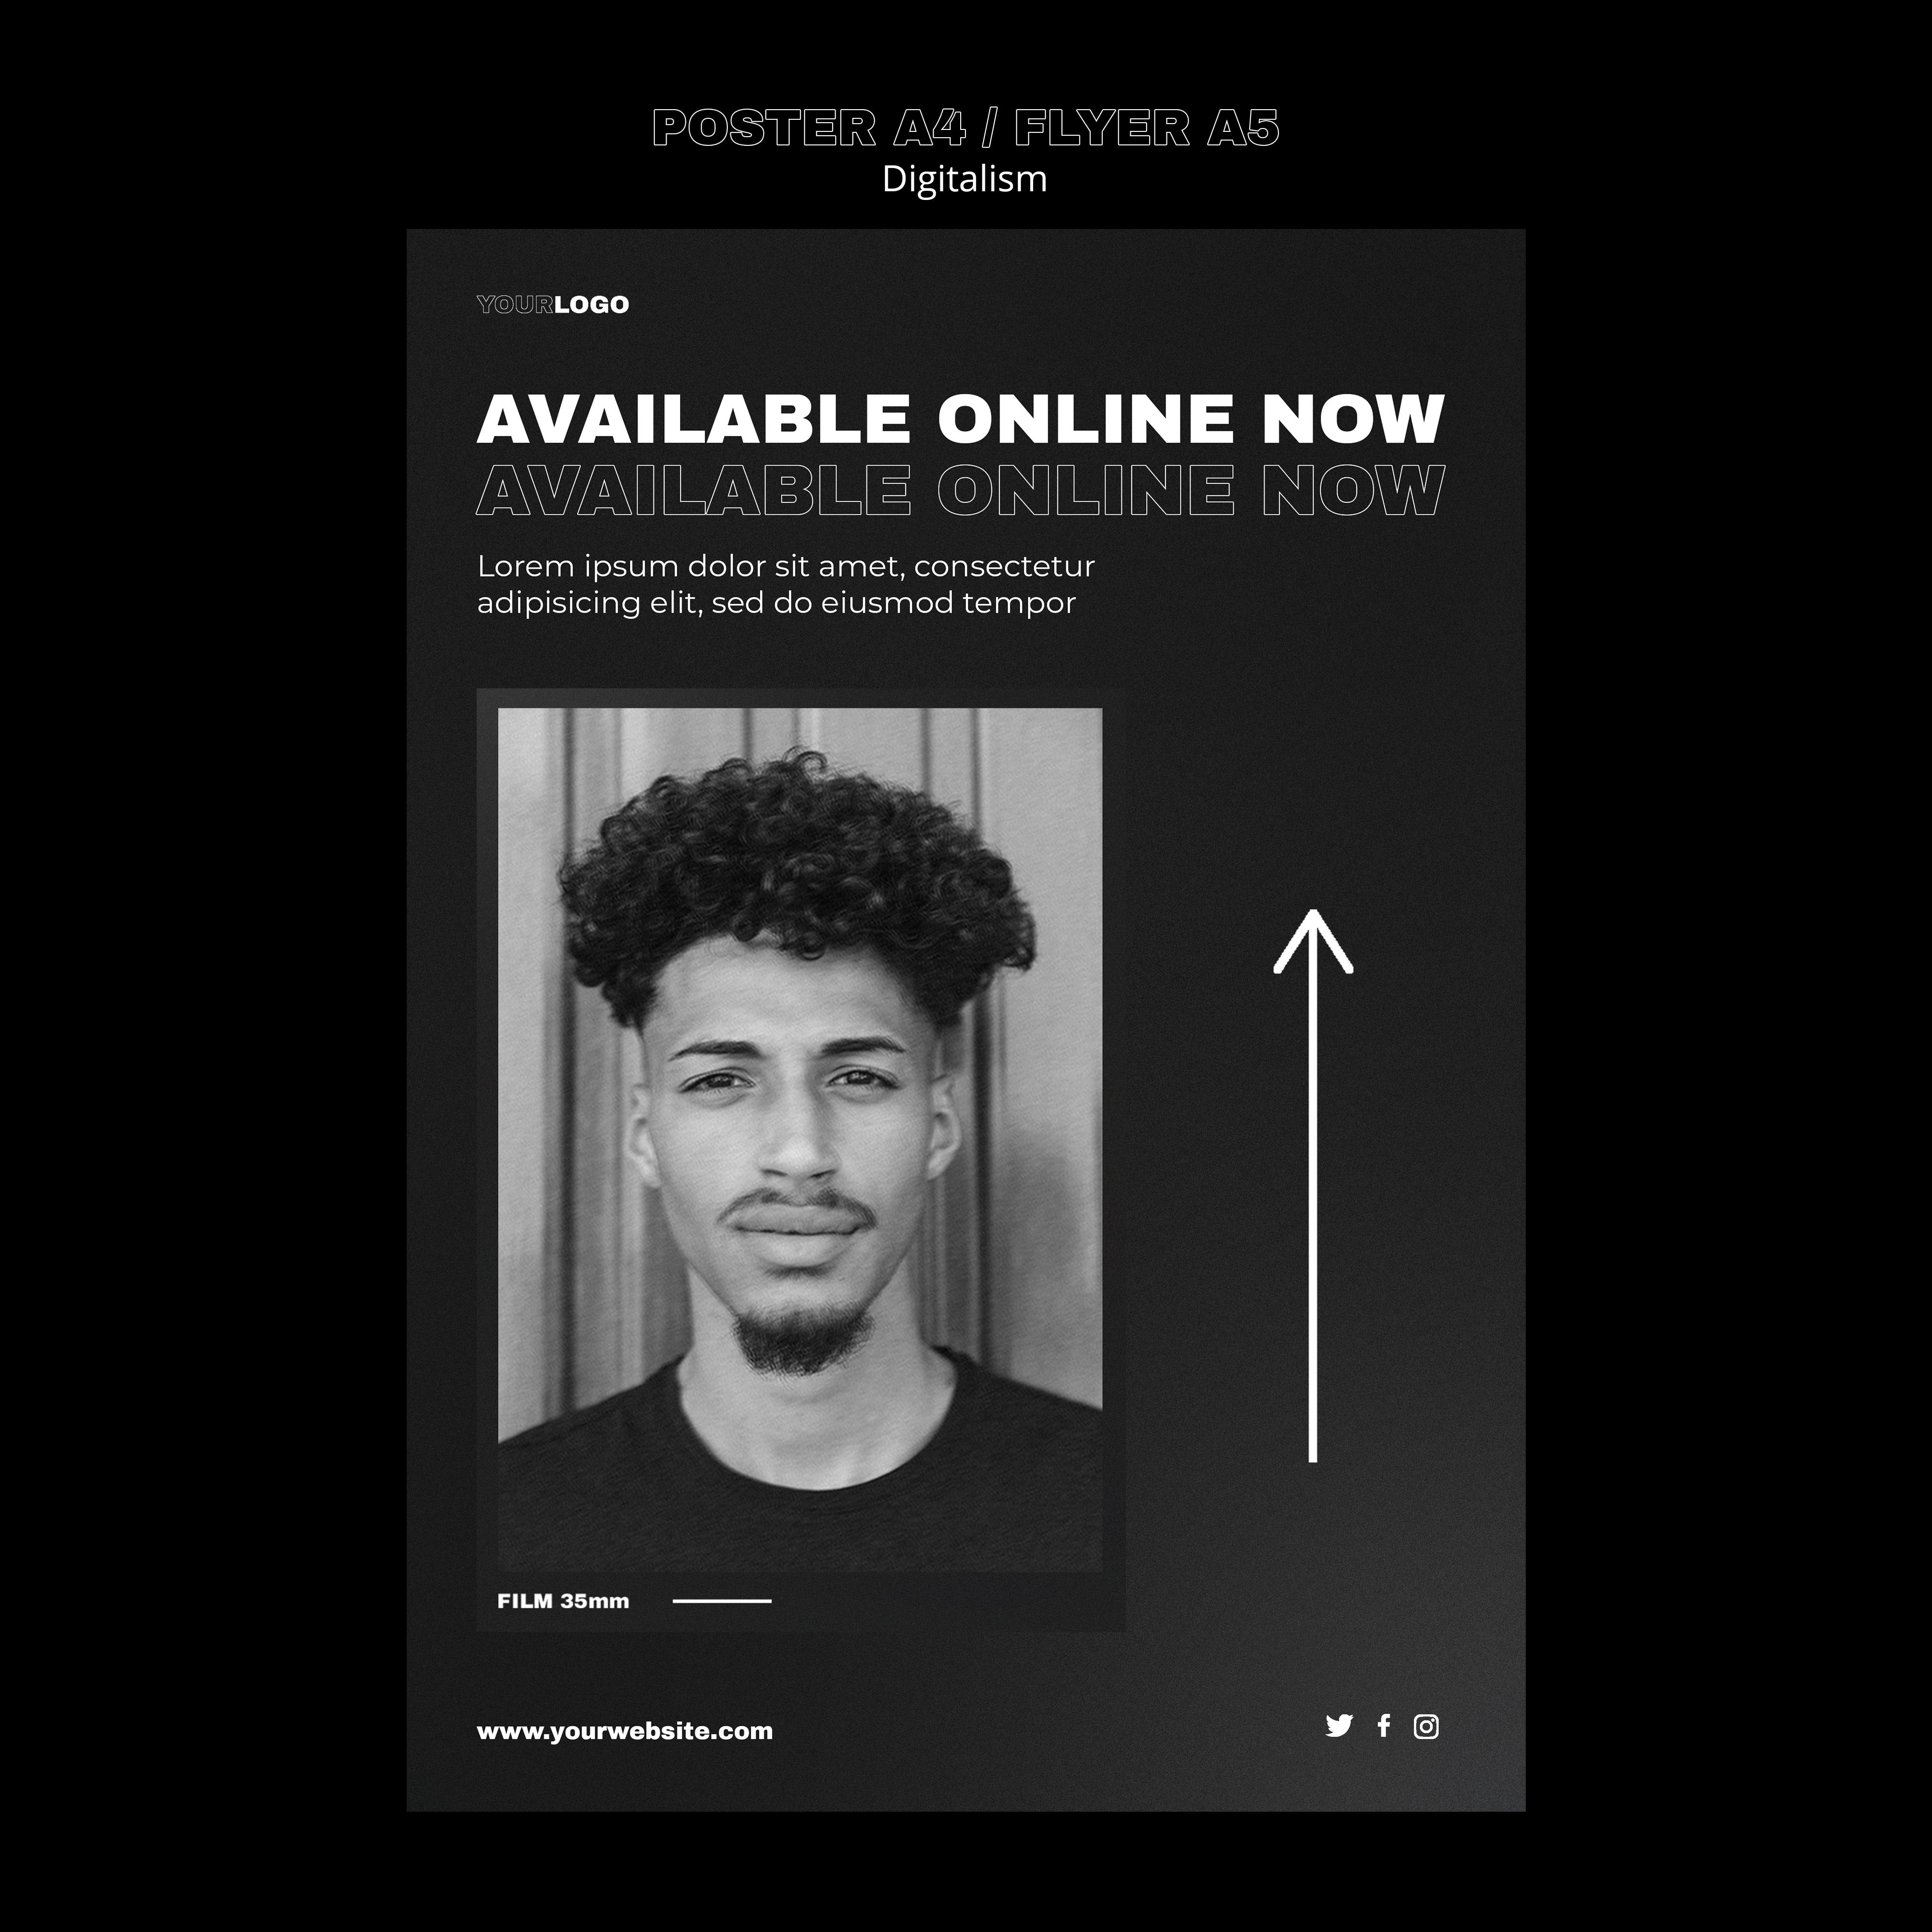 POSTER A4 / FLYER A5
Digitalism
YOURLOGO
AVAILABLE ONLINE NOW
AVAILABLE ONLINE NOW
Lorem ipsum dolor sit amet, consectetur
adipisicing elit, sed do eiusmod tempor
FILM 35mm
www.yourwebsite.com